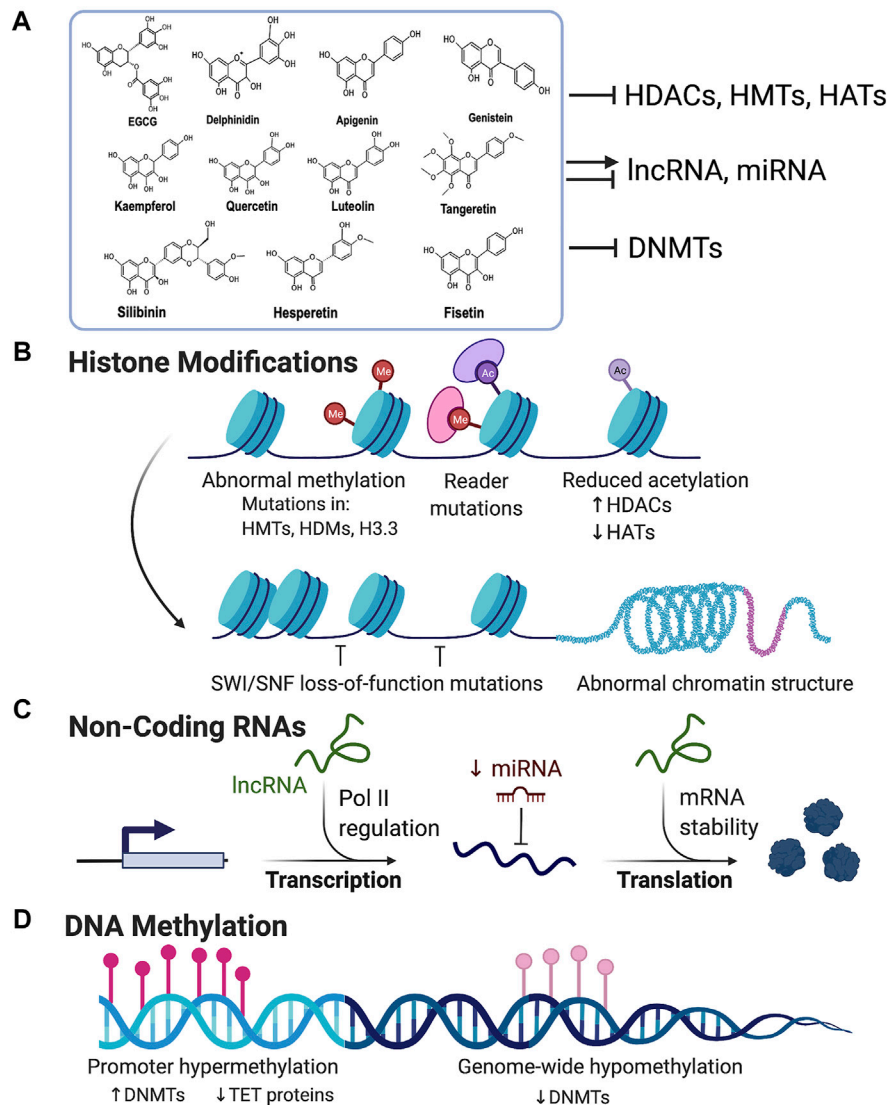 A
EGCG
Delphinidin
Apigenin
Genistein
Kaempferol
Quercetin
Luteolin
Tangeretin
Silibinin
Hesperetin
Fisetin
HDACs, HMTs, HATs
lncRNA, miRNA
DNMTs
B
Histone Modifications
Me
Me
Ac
Me
Ac
Abnormal methylation
Mutations in:
HMTs, HDMs, H3.3
Reader
mutations
Reduced acetylation
↑HDACs
↓HATs
SWI/SNF loss-of-function mutations
Abnormal chromatin structure
C
Non-Coding RNAs
lncRNA
Pol II
regulation
Transcription
↓ miRNA
mRNA
stability
Translation
D
DNA Methylation
Promoter hypermethylation
↑DNMTs ↓TET proteins
Genome-wide hypomethylation
↓DNMTs